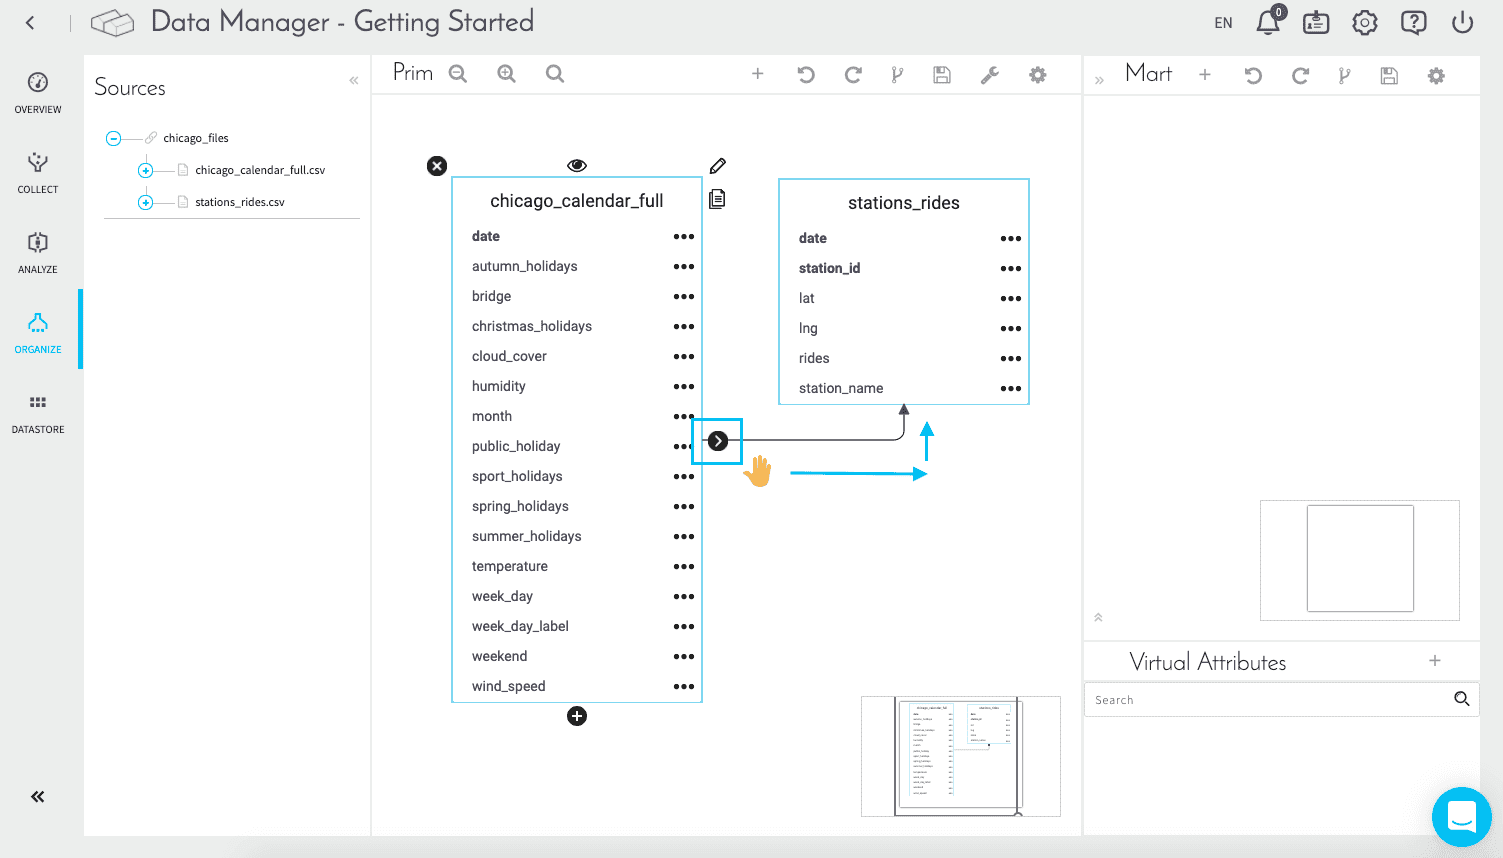 Data Manager - Getting Started
EN
0
OVERVIEW
COLLECT
ANALYZE
ORGANIZE
DATASTORE
Sources
chicago_files
chicago_calendar_full.csv
stations_rides.csv
Prim
chicago_calendar_full
date
autumn_holidays
bridge
christmas_holidays
cloud_cover
humidity
month
public_holiday
sport_holidays
spring_holidays
summer_holidays
temperature
week_day
week_day_label
weekend
wind_speed
stations_rides
date
station_id
lat
lng
rides
station_name
Mart
Virtual Attributes
Search